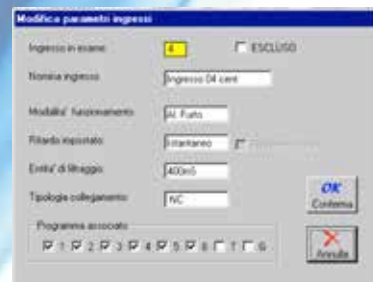 Modifica parametri ingressi
Ingresso in esame: 4 ESCLUSO
Nomina ingresso: Ingresso 04 cent
Modalita' funzionamento: Al. Furto
Ritardo impostato: Istantaneo
Entita' di filtraggio: 400mS
Tipologia collegamento: NC
OK
Conferma
Programma associato
1 2 3 4 5 6 T G
Annulla